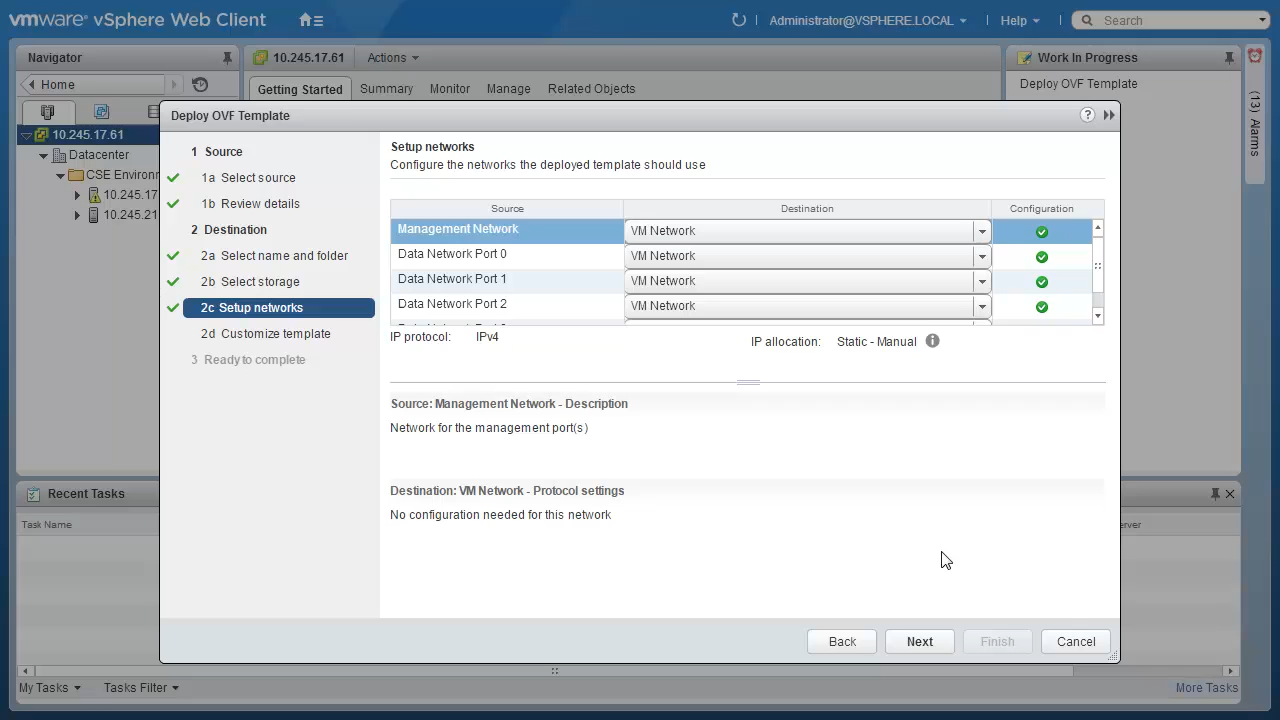 vmware® vSphere Web Client
Administrator@VSPHERE.LOCAL
Help
Search
Navigator
10.245.17.61
Actions
Work In Progress
Home
Getting Started
Summary
Monitor
Manage
Related Objects
Deploy OVF Template
(13) Alarms
10.245.17.61
Datacenter
CSE Environ
10.245.17
10.245.21
Deploy OVF Template
?
1 Source
1a Select source
1b Review details
2 Destination
2a Select name and folder
2b Select storage
2c Setup networks
2d Customize template
3 Ready to complete
Setup networks
Configure the networks the deployed template should use
Source
Destination
Configuration
Management Network
VM Network
Data Network Port 0
VM Network
Data Network Port 1
VM Network
Data Network Port 2
VM Network
IP protocol: IPv4
IP allocation: Static - Manual
Source: Management Network - Description
Network for the management port(s)
Destination: VM Network - Protocol settings
No configuration needed for this network
Back
Next
Finish
Cancel
Recent Tasks
Task Name
erver
My Tasks
Tasks Filter
More Tasks